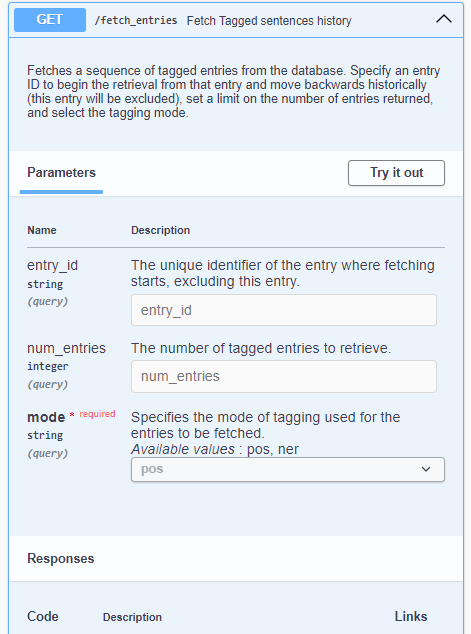 GET /fetch_entries Fetch Tagged sentences history
Fetches a sequence of tagged entries from the database. Specify an entry
ID to begin the retrieval from that entry and move backwards historically
(this entry will be excluded), set a limit on the number of entries returned,
and select the tagging mode.
Parameters Try it out
Name Description
entry_id The unique identifier of the entry where fetching
string starts, excluding this entry.
(query) entry_id
num_entries The number of tagged entries to retrieve.
integer num_entries
(query)
mode * required Specifies the mode of tagging used for the
string entries to be fetched.
(query) Available values : pos, ner
pos
Responses
Code Description Links